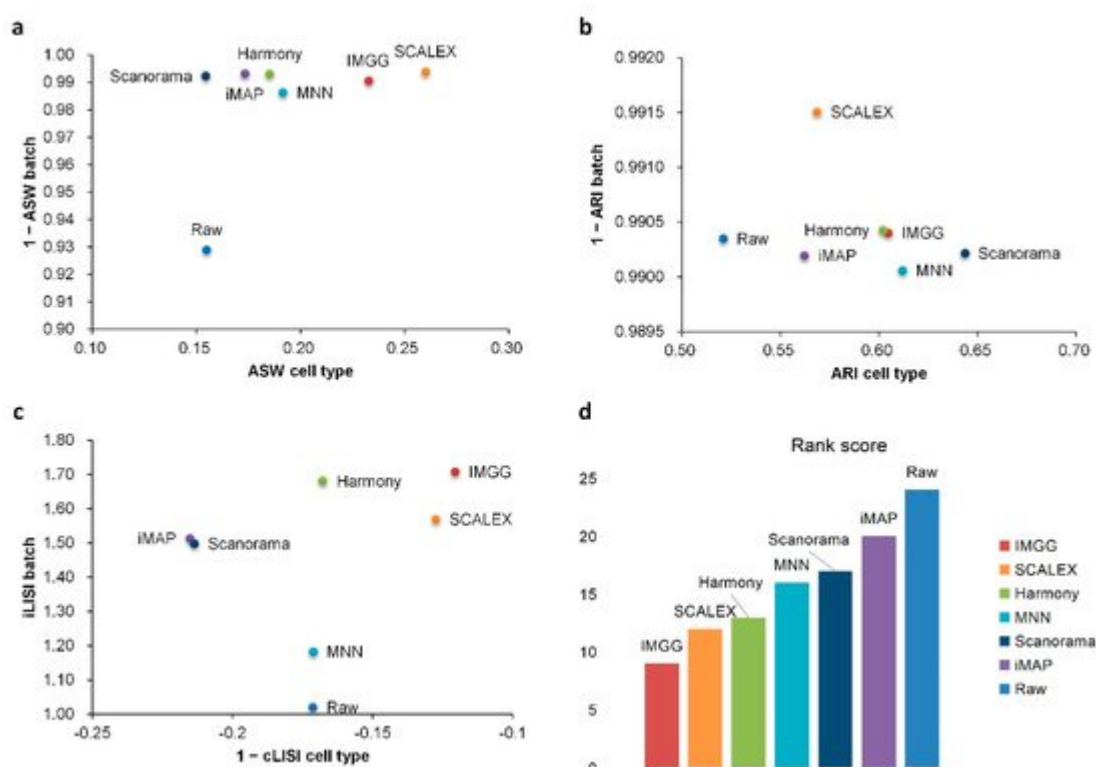 a
1.00
0.99
0.98
0.97
0.96
0.95
0.94
0.93
0.92
0.91
0.90
1 − ASW batch
Scanorama
Harmony
iMAP
MNN
IMGG
SCALEX
Raw
0.10
0.15
0.20
0.25
0.30
ASW cell type
b
0.9920
0.9915
0.9910
0.9905
0.9900
0.9895
1 − ARI batch
SCALEX
Raw
Harmony
IMGG
iMAP
MNN
Scanorama
0.50
0.55
0.60
0.65
0.70
ARI cell type
c
1.80
1.70
1.60
1.50
1.40
1.30
1.20
1.10
1.00
iLISI batch
Harmony
IMGG
SCALEX
iMAP
Scanorama
MNN
Raw
-0.25
-0.2
-0.15
-0.1
1 − cLISI cell type
d
Rank score
25
20
15
10
5
0
IMGG
SCALEX
Harmony
MNN
Scanorama
iMAP
Raw
IMGG
SCALEX
Harmony
MNN
Scanorama
iMAP
Raw